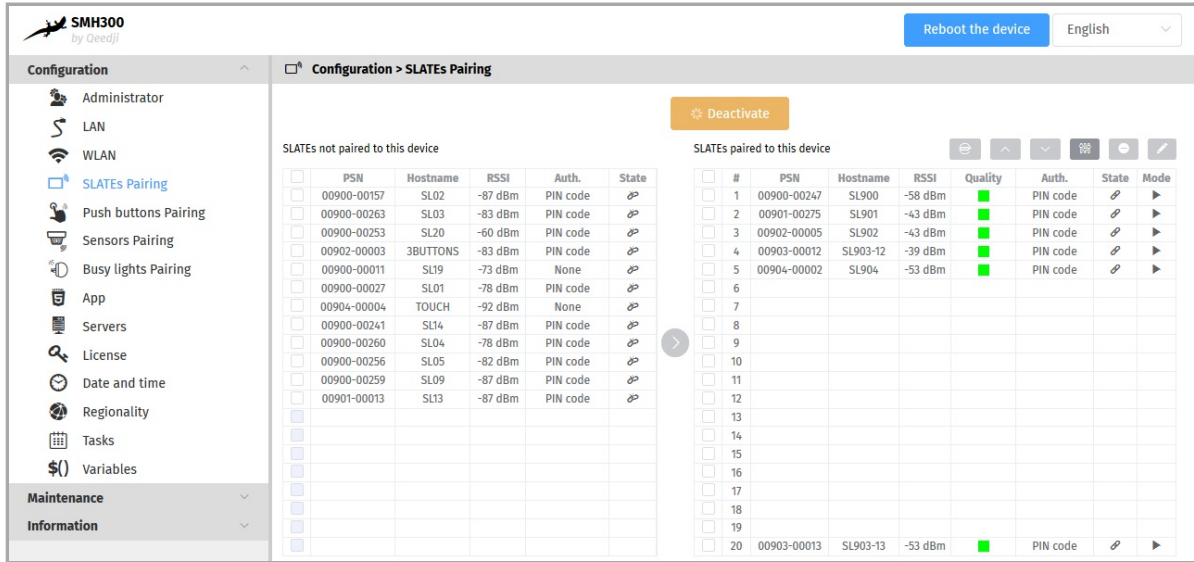 SMH300
by Qeedji
Reboot the device
English
Configuration
Configuration > SLATEs Pairing
Administrator
LAN
WLAN
SLATEs Pairing
Push buttons Pairing
Sensors Pairing
Busy lights Pairing
App
Servers
License
Date and time
Regionality
Tasks
$() Variables
Maintenance
Information
Deactivate
SLATEs not paired to this device
PSN Hostname RSSI Auth. State
00900-00157 SL02 -87 dBm PIN code
00900-00263 SL03 -83 dBm PIN code
00900-00253 SL20 -60 dBm PIN code
00902-00003 3BUTTONS -83 dBm PIN code
00900-00011 SL19 -73 dBm None
00900-00027 SL01 -78 dBm PIN code
00904-00004 TOUCH -92 dBm None
00900-00241 SL14 -87 dBm PIN code
00900-00260 SL04 -78 dBm PIN code
00900-00256 SL05 -82 dBm PIN code
00900-00259 SL09 -87 dBm PIN code
00901-00013 SL13 -87 dBm PIN code
SLATEs paired to this device
# PSN Hostname RSSI Quality Auth. State Mode
1 00900-00247 SL900 -58 dBm PIN code
2 00901-00275 SL901 -43 dBm PIN code
3 00902-00005 SL902 -43 dBm PIN code
4 00903-00012 SL903-12 -39 dBm PIN code
5 00904-00002 SL904 -53 dBm PIN code
6
7
8
9
10
11
12
13
14
15
16
17
18
19
20 00903-00013 SL903-13 -53 dBm PIN code